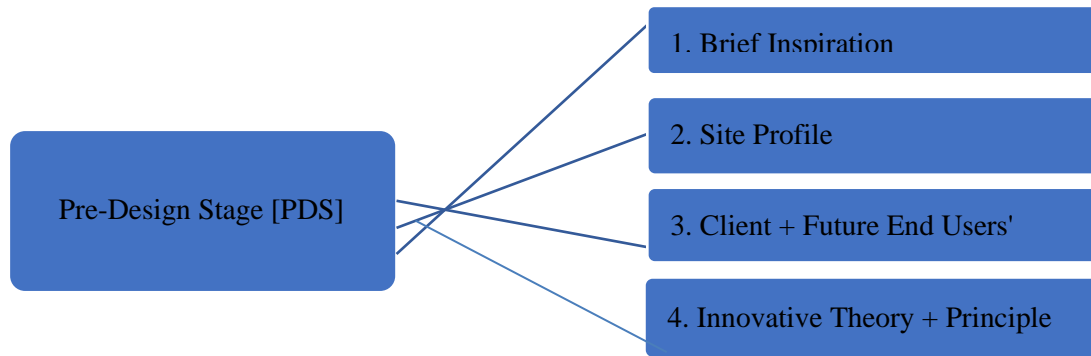 1. Brief Inspiration
2. Site Profile
Pre-Design Stage [PDS]
3. Client + Future End Users'
4. Innovative Theory + Principle